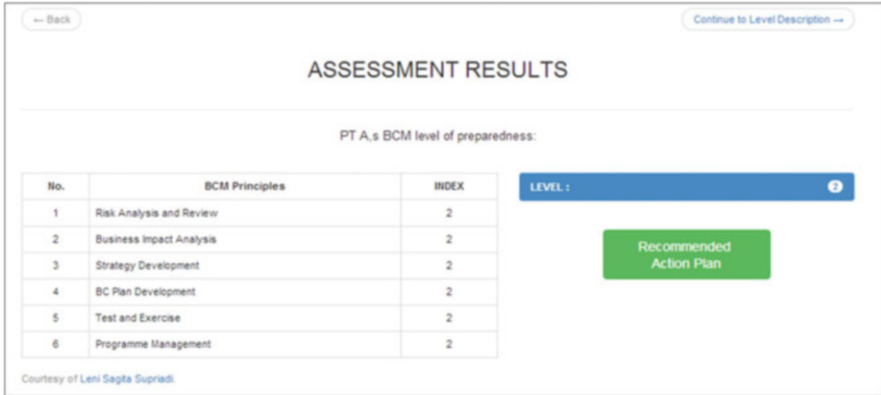 ← Back
Continue to Level Description →
ASSESSMENT RESULTS
PT A,s BCM level of preparedness:
No. BCM Principles INDEX
1 Risk Analysis and Review 2
2 Business Impact Analysis 2
3 Strategy Development 2
4 BC Plan Development 2
5 Test and Exercise 2
6 Programme Management 2
LEVEL : 2
Recommended
Action Plan
Courtesy of Leni Sagita Supriadi.